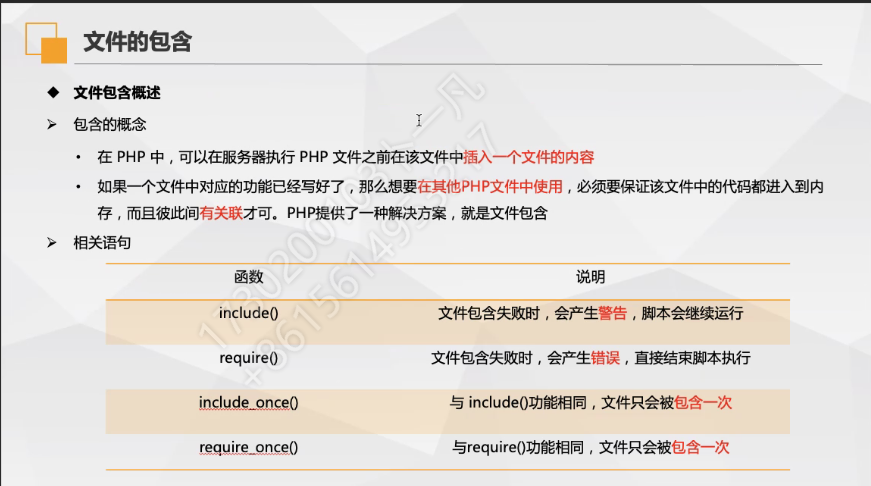 文件的包含
◆ 文件包含概述
➢ 包含的概念
• 在 PHP 中，可以在服务器执行 PHP 文件之前在该文件中插入一个文件的内容
• 如果一个文件中对应的功能已经写好了，那么想要在其他PHP文件中使用，必须要保证该文件中的代码都进入到内
存，而且彼此间有关联才可。PHP提供了一种解决方案，就是文件包含
➢ 相关语句
函数 说明
include() 文件包含失败时，会产生警告，脚本会继续运行
require() 文件包含失败时，会产生错误，直接结束脚本执行
include_once() 与 include()功能相同，文件只会被包含一次
require_once() 与require()功能相同，文件只会被包含一次